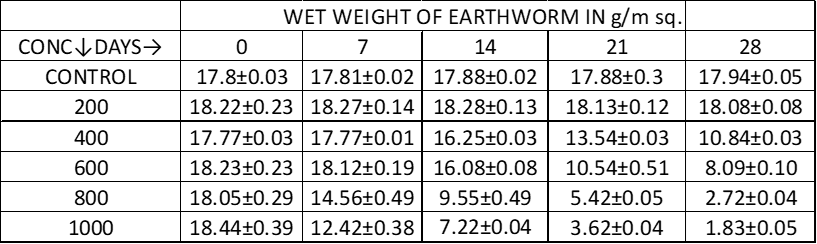 WET WEIGHT OF EARTHWORM IN g/m sq.
CONC↓DAYS→ 0 7 14 21 28
CONTROL 17.8±0.03 17.81±0.02 17.88±0.02 17.88±0.3 17.94±0.05
200 18.22±0.23 18.27±0.14 18.28±0.13 18.13±0.12 18.08±0.08
400 17.77±0.03 17.77±0.01 16.25±0.03 13.54±0.03 10.84±0.03
600 18.23±0.23 18.12±0.19 16.08±0.08 10.54±0.51 8.09±0.10
800 18.05±0.29 14.56±0.49 9.55±0.49 5.42±0.05 2.72±0.04
1000 18.44±0.39 12.42±0.38 7.22±0.04 3.62±0.04 1.83±0.05